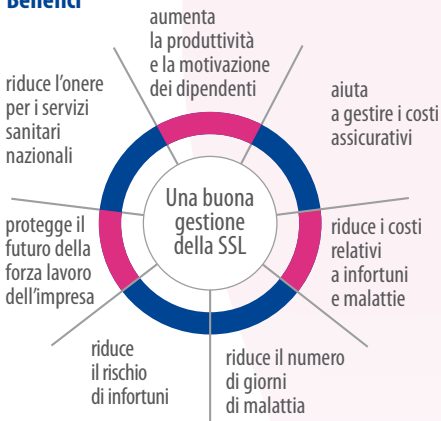 Benefici
aumenta
la produttività
e la motivazione
dei dipendenti
aiuta
a gestire i costi
assicurativi
riduce i costi
relativi
a infortuni
e malattie
riduce il numero
di giorni
di malattia
riduce
il rischio
di infortuni
protegge il
futuro della
forza lavoro
dell’impresa
riduce l’onere
per i servizi
sanitari
nazionali
Una buona
gestione
della SSL